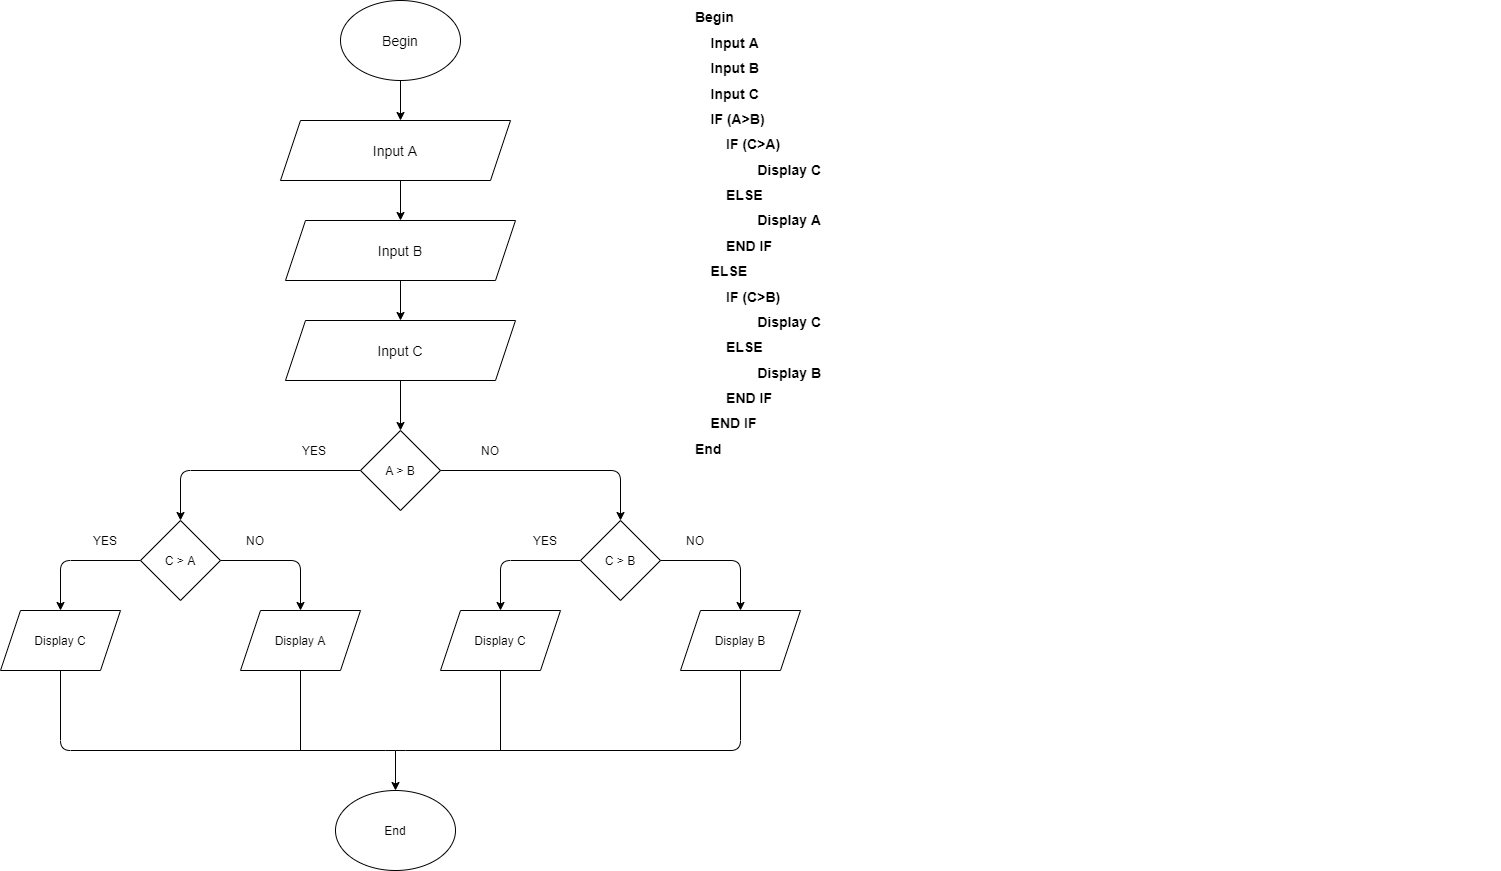 Begin
Input A
Input B
Input C
A > B
YES
NO
C > A
YES
NO
C > B
YES
NO
Display C
Display A
Display C
Display B
End
Begin
Input A
Input B
Input C
IF (A>B)
IF (C>A)
Display C
ELSE
Display A
END IF
ELSE
IF (C>B)
Display C
ELSE
Display B
END IF
END IF
End